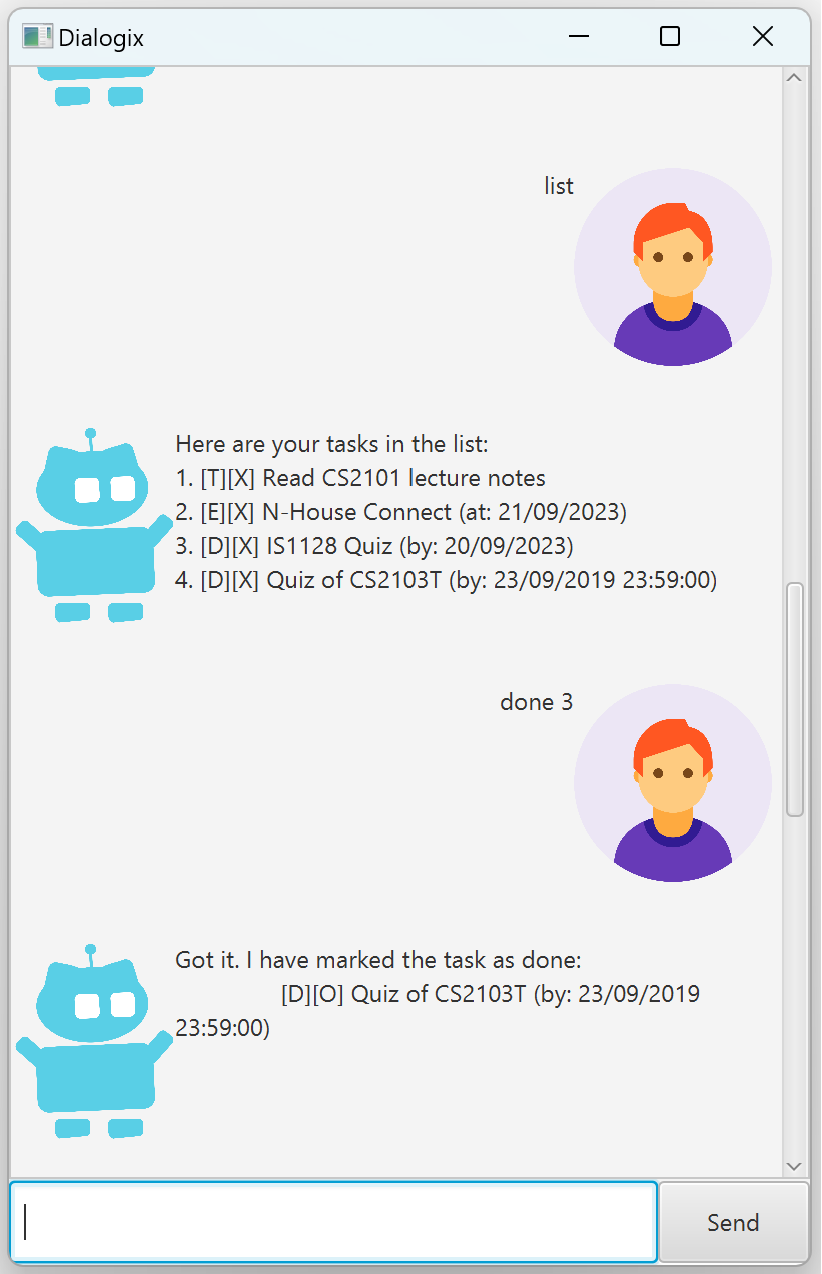 Dialogix
list
Here are your tasks in the list:
1. [T][X] Read CS2101 lecture notes
2. [E][X] N-House Connect (at: 21/09/2023)
3. [D][X] IS1128 Quiz (by: 20/09/2023)
4. [D][X] Quiz of CS2103T (by: 23/09/2019 23:59:00)
done 3
Got it. I have marked the task as done:
[D][O] Quiz of CS2103T (by: 23/09/2019
23:59:00)
Send